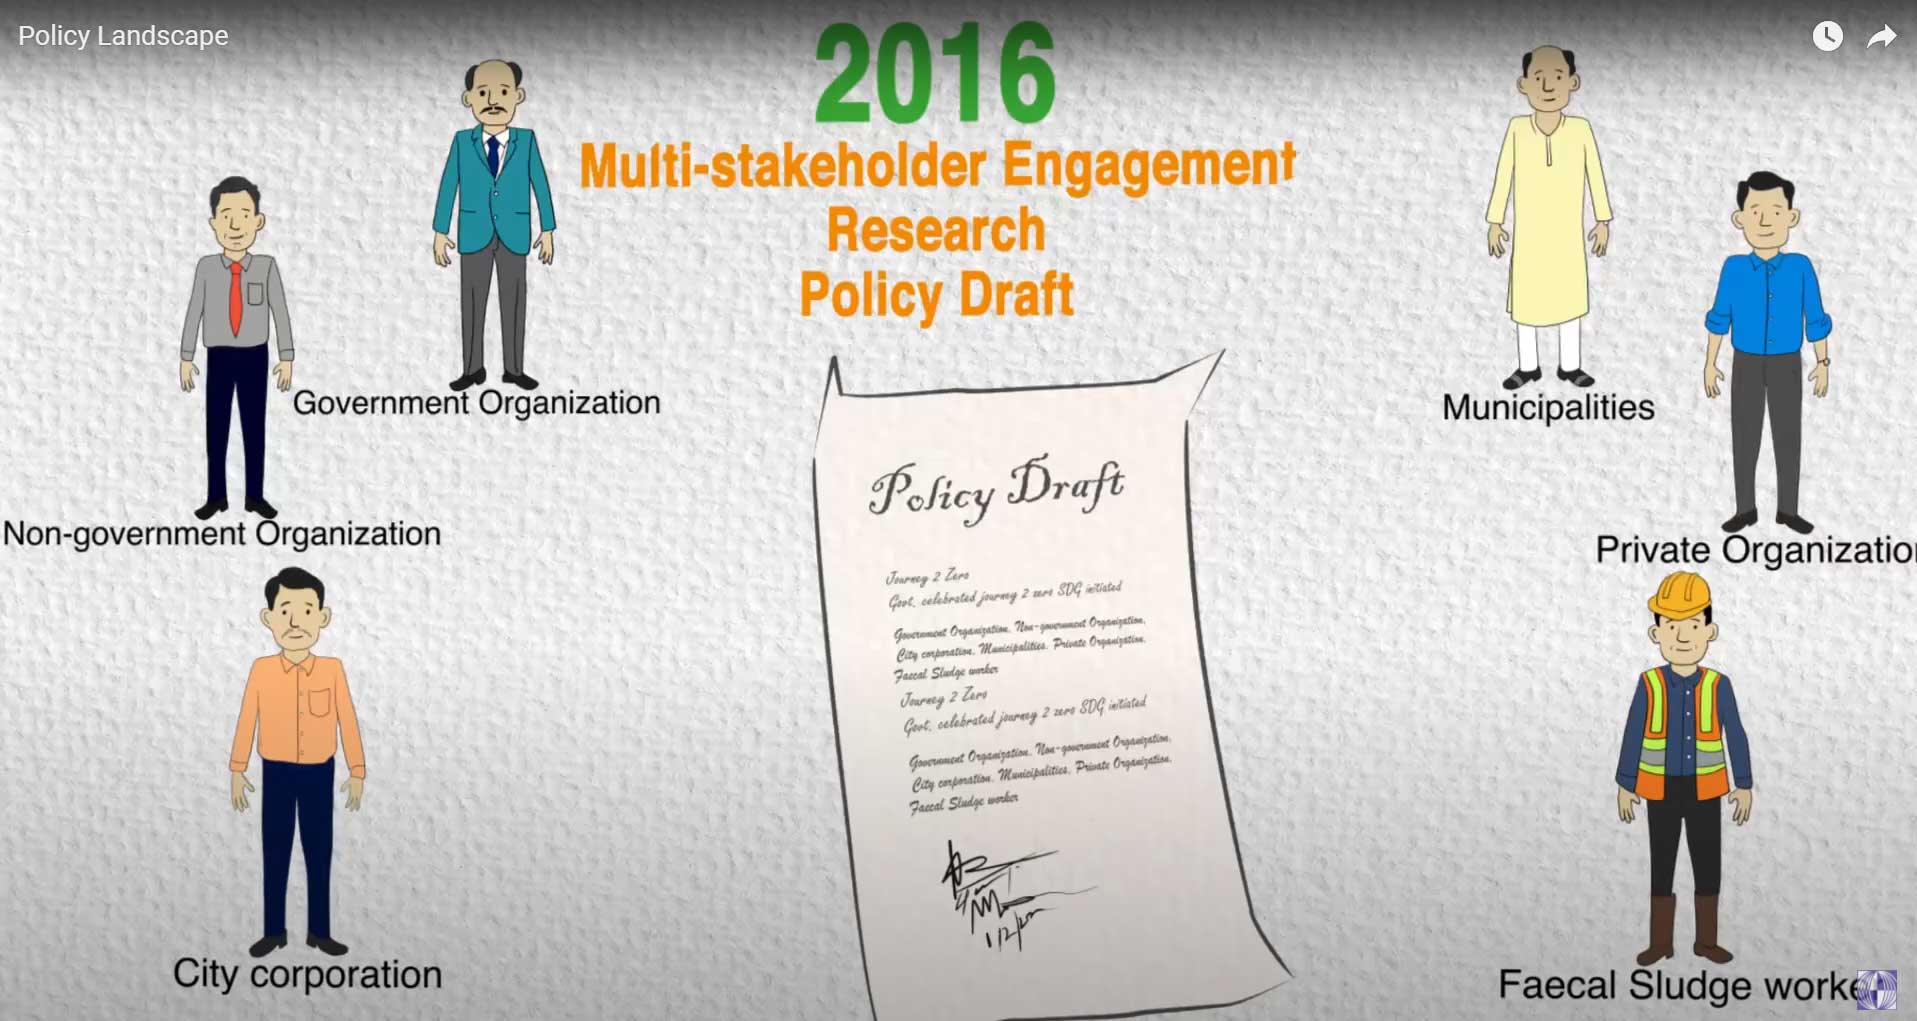 Policy Landscape
2016
Multi-stakeholder Engagement
Research
Policy Draft
Government Organization
Non-government Organization
City corporation
Municipalities
Private Organization
Faecal Sludge worke
Policy Draft
Journey 2 Zero
Govt. celebrated journey 2 zero SDG initiated
Government Organization, Non-government Organization,
City corporation, Municipalities, Private Organization,
Faecal Sludge worker
Journey 2 Zero
Govt. celebrated journey 2 zero SDG initiated
Government Organization, Non-government Organization,
City corporation, Municipalities, Private Organization,
Faecal Sludge worker